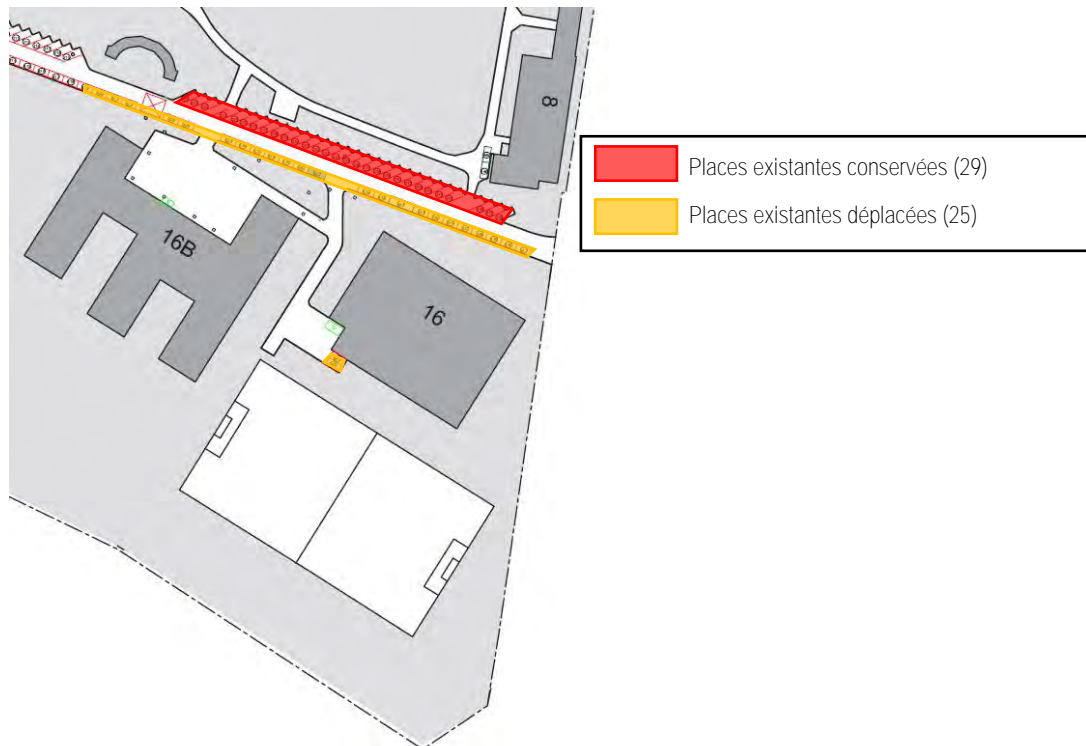 8
Places existantes conservées (29)
Places existantes déplacées (25)
16B
16